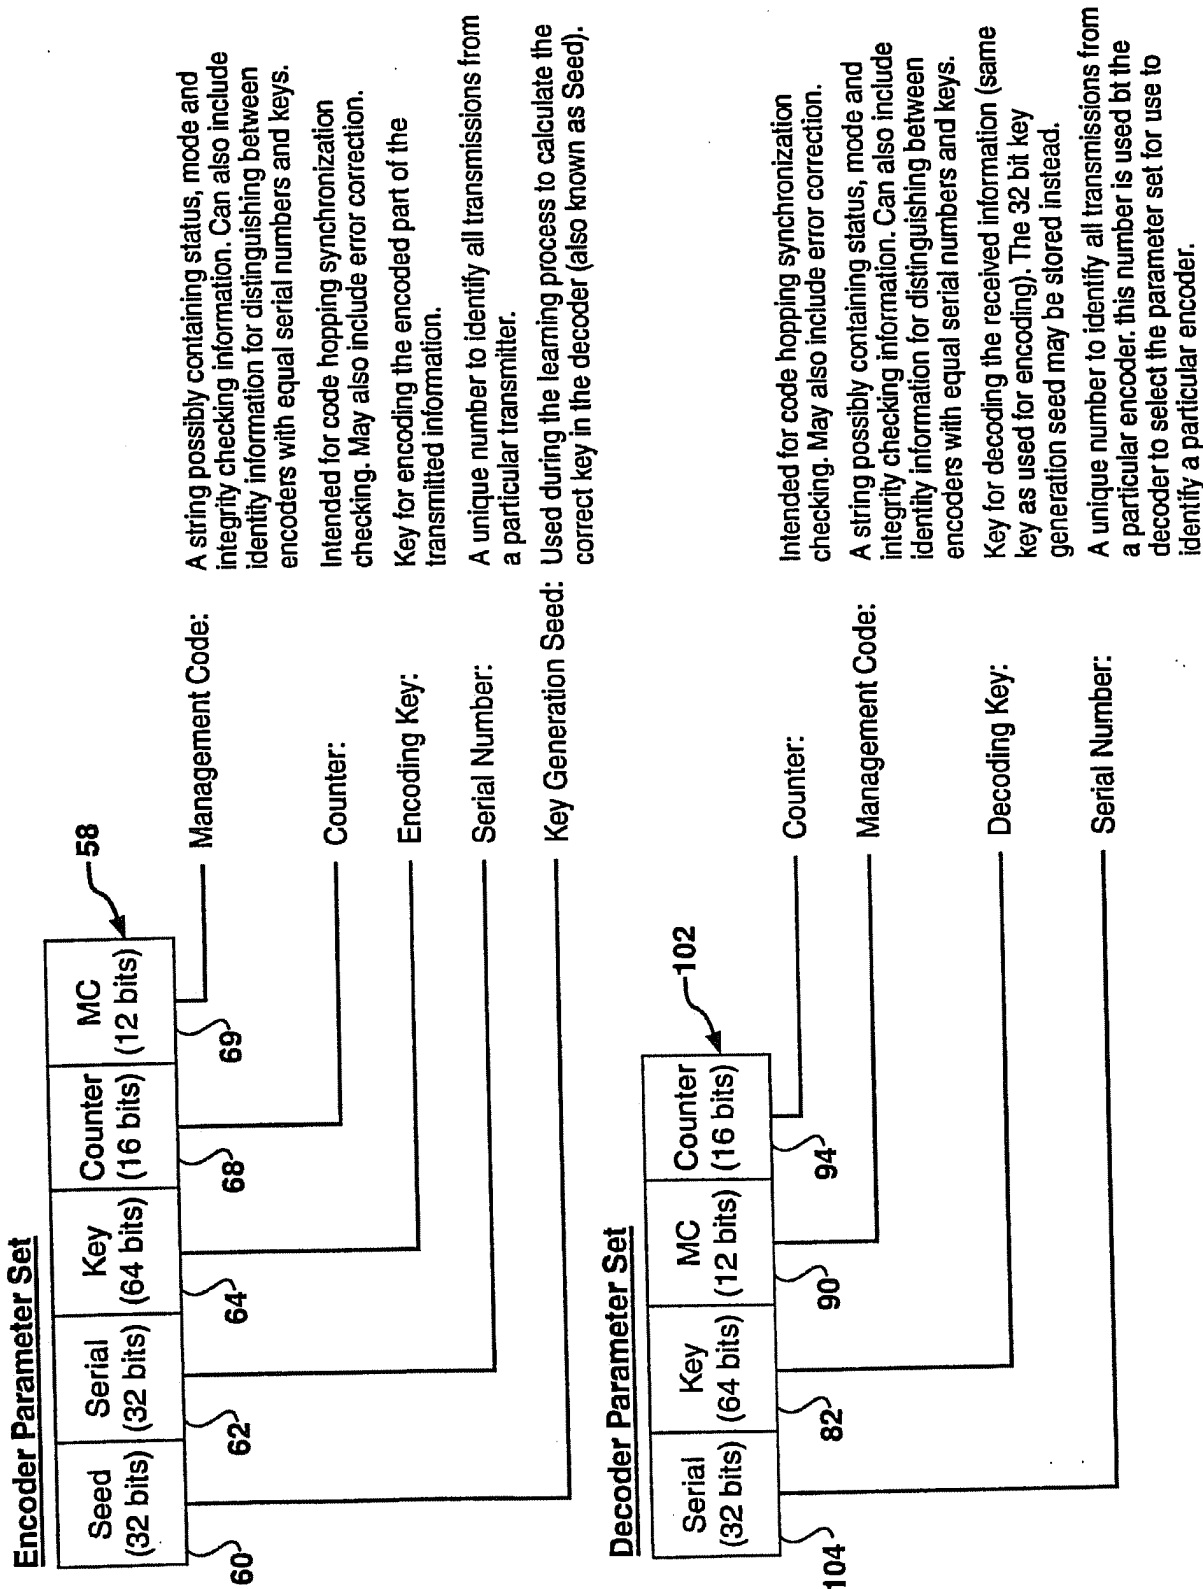 Encoder Parameter Set
Seed
(32 bits)
Serial
(32 bits)
Key
(64 bits)
Counter
(16 bits)
MC
(12 bits)
58
60
62
64
68
69
Management Code:
A string possibly containing status, mode and
integrity checking information. Can also include
identity information for distinguishing between
encoders with equal serial numbers and keys.
Counter:
Intended for code hopping synchronization
checking. May also include error correction.
Encoding Key:
Key for encoding the encoded part of the
transmitted information.
Serial Number:
A unique number to identify all transmissions from
a particular transmitter.
Key Generation Seed:
Used during the learning process to calculate the
correct key in the decoder (also known as Seed).
Decoder Parameter Set
Serial
(32 bits)
Key
(64 bits)
MC
(12 bits)
Counter
(16 bits)
102
104
82
90
94
Counter:
Intended for code hopping synchronization
checking. May also include error correction.
Management Code:
A string possibly containing status, mode and
integrity checking information. Can also include
identity information for distinguishing between
encoders with equal serial numbers and keys.
Decoding Key:
Key for decoding the received information (same
key as used for encoding). The 32 bit key
generation seed may be stored instead.
Serial Number:
A unique number to identify all transmissions from
a particular encoder. this number is used bt the
decoder to select the parameter set for use to
identify a particular encoder.